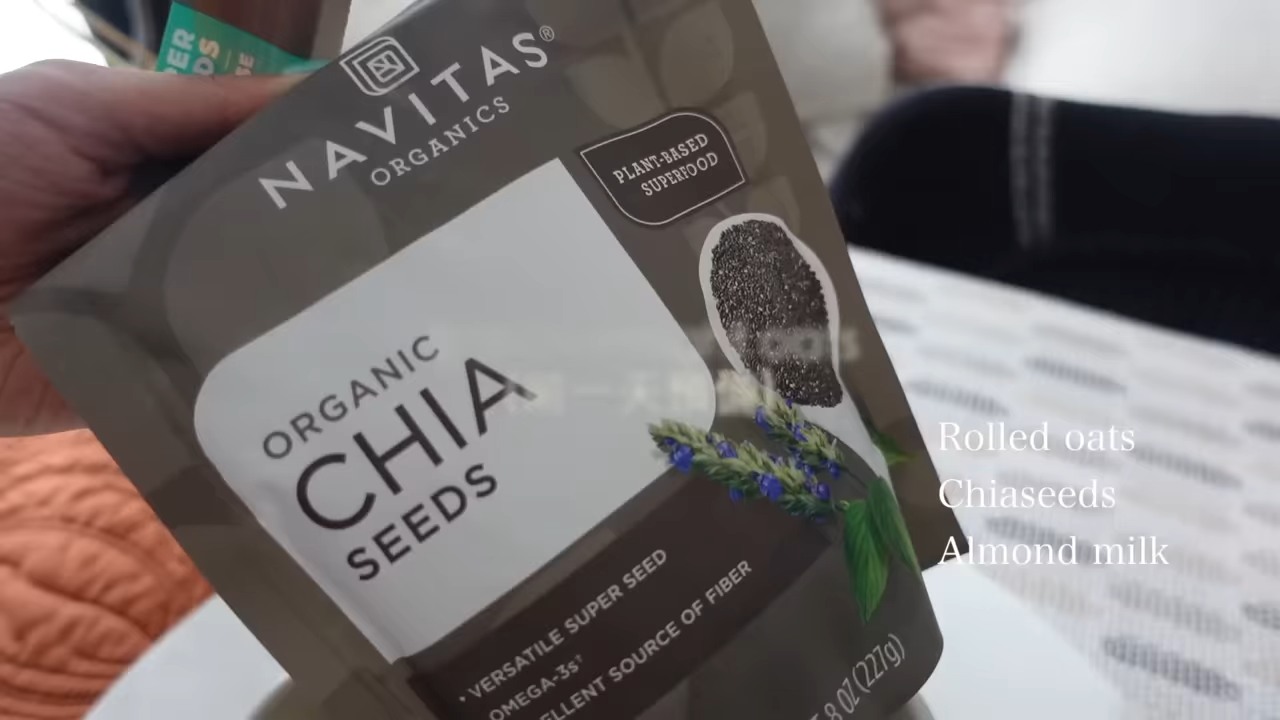 NAVITAS®
ORGANICS
PLANT-BASED
SUPERFOOD
ORGANIC
CHIA
SEEDS
• VERSATILE SUPER SEED
OMEGA-3s†
OF FIBER
SOURCE
8 OZ (227g)
Rolled oats
Chiaseeds
Almond milk